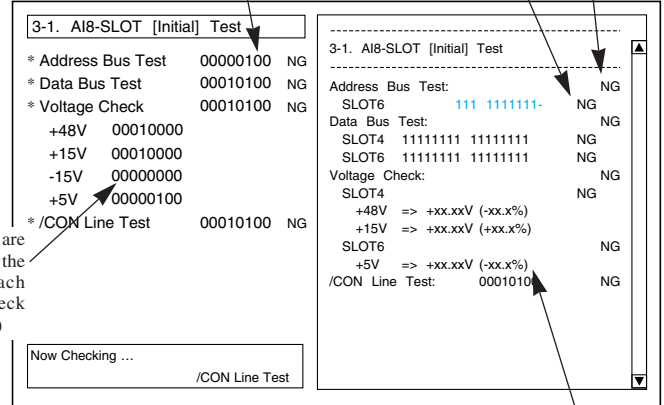 3-1. AI8-SLOT [Initial] Test
* Address Bus Test 00000100 NG
* Data Bus Test 00010100 NG
* Voltage Check 00010100 NG
+48V 00010000
+15V 00010000
-15V 00000000
+5V 00000100
* /CON Line Test 00010100 NG
are
the
ach
eck
)
Now Checking ...
/CON Line Test
3-1. AI8-SLOT [Initial] Test
Address Bus Test: NG
SLOT6 111 1111111- NG
Data Bus Test: NG
SLOT4 11111111 11111111 NG
SLOT6 11111111 11111111 NG
Voltage Check: NG
SLOT4 NG
+48V => +xx.xxV (-xx.x%)
+15V => +xx.xxV (+xx.x%)
SLOT6 NG
+5V => +xx.xxV (-xx.x%)
/CON Line Test: 00010100 NG